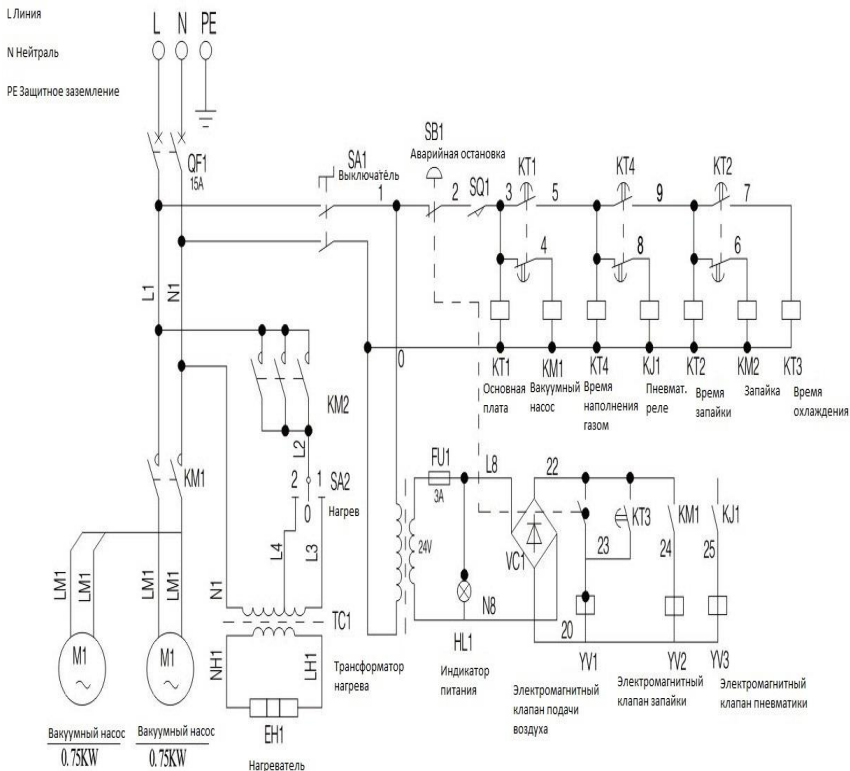 L Линия
N Нейтраль
PE Защитное заземление
L N PE
QF1
15A
SA1
Выключатель
1
SB1
Аварийная остановка
2
SQ1
3
KT1
5
KT4
9
KT2
7
4
8
6
L1
N1
0
KT1
KM1
KT4
KJ1
KT2
KM2
KT3
Основная плата
Вакуумный насос
Время наполнения газом
Пневмат. реле
Время запайки
Запайка
Время охлаждения
KM2
L2
2
1
SA2
0
Нагрев
KM1
L4
L3
FU1
3A
L8
22
24V
VC1
KT3
KM1
KJ1
23
24
25
N8
20
HL1
Индикатор питания
YV1
YV2
YV3
Электромагнитный клапан подачи воздуха
Электромагнитный клапан запайки
Электромагнитный клапан пневматики
LM1
LM1
LM1
LM1
N1
TC1
Трансформатор нагрева
NH1
LH1
M1
M1
EH1
Нагреватель
Вакуумный насос
0.75KW
Вакуумный насос
0.75KW